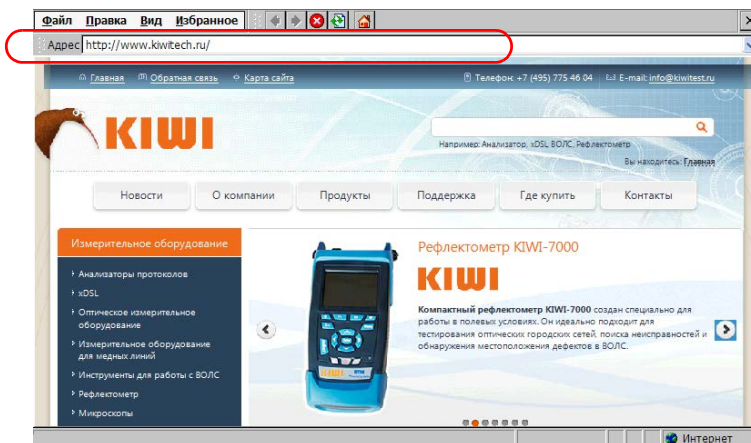 Файл Правка Вид Избранное
Адрес http://www.kiwitech.ru/
Главная Обратная связь Карта сайта Телефон: +7 (495) 775 46 04 E-mail: info@kiwitest.ru
KIWI
Например: Анализатор, xDSL, ВОЛС, Рефлектометр
Вы находитесь: Главная
Новости О компании Продукты Поддержка Где купить Контакты
Измерительное оборудование
Анализаторы протоколов
xDSL
Оптическое измерительное
оборудование
Измерительное оборудование
для медных линий
Инструменты для работы с ВОЛС
Рефлектометр
Микроскопы
Рефлектометр KIWI-7000
KIWI
Компактный рефлектометр KIWI-7000 создан специально для
работы в полевых условиях. Он идеально подходит для
тестирования оптических городских сетей, поиска неисправностей и
обнаружения местоположения дефектов в ВОЛС.
KIWI
Интернет